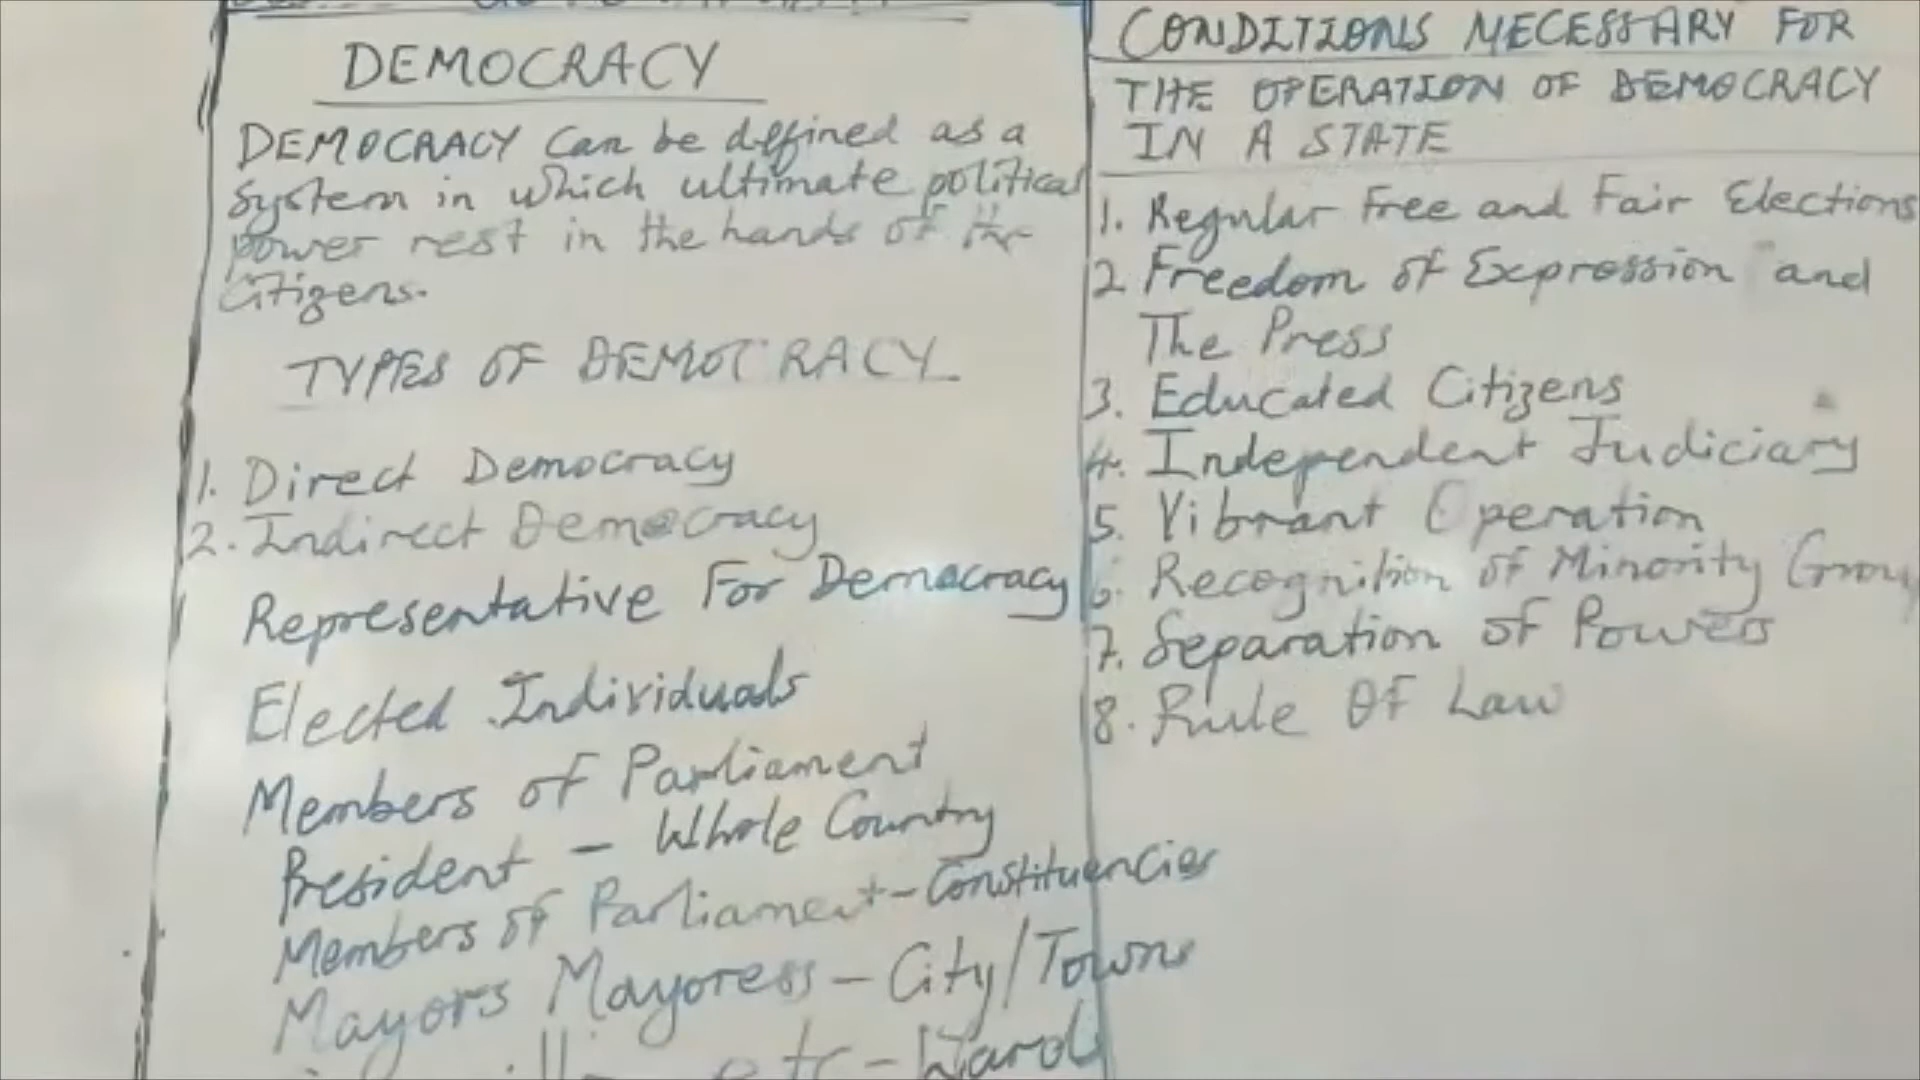 DEMOCRACY
DEMOCRACY Can be defined as a
System in which ultimate political
power rest in the hands of the
Citizens.
TYPES OF DEMOCRACY
1. Direct Democracy
2. Indirect Democracy
Representative For Democracy
Elected Individuals
Members of Parliament
President - Whole Country
Members of Parliament - Constituencies
Mayors Mayoress - City/Towns
etc - Ward
CONDITIONS NECESSARY FOR
THE OPERATION OF DEMOCRACY
IN A STATE
1. Regular Free and Fair Elections
2 Freedom of Expression and
The Press
3. Educated Citizens
4. Independent Judiciary
5. Vibrant Operation
6. Recognition of Minority Group
7. Separation of Powers
8. Rule OF Law